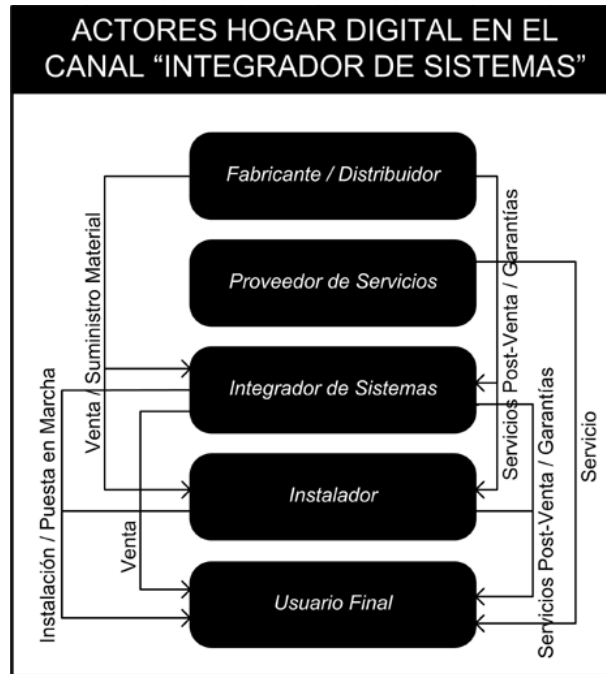 ACTORES HOGAR DIGITAL EN EL
CANAL “INTEGRADOR DE SISTEMAS”
Fabricante / Distribuidor
Proveedor de Servicios
Integrador de Sistemas
Instalador
Usuario Final
Instalación / Puesta en Marcha
Venta / Suministro Material
Venta
Servicios Post-Venta / Garantías
Servicios Post-Venta / Garantías
Servicio